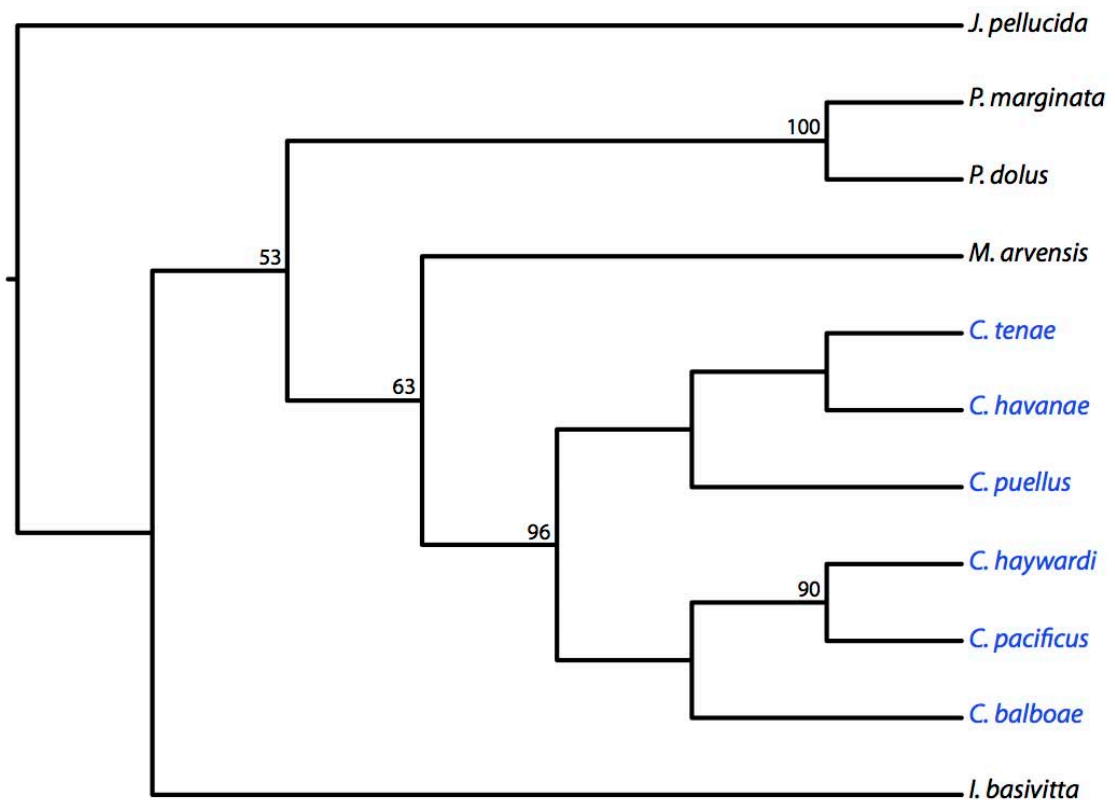 J. pellucida
P. marginata
100
P. dolus
M. arvensis
53
C. tenae
63
C. havanae
C. puellus
96
C. haywardi
90
C. pacificus
C. balboae
I. basivitta